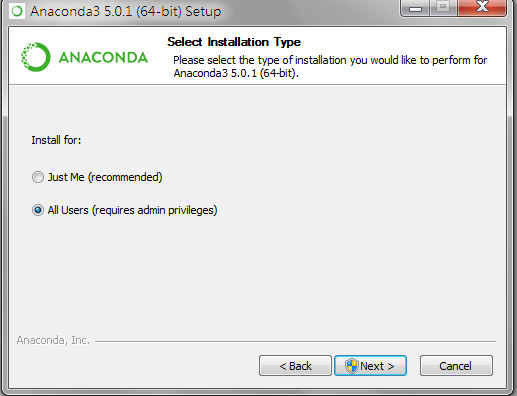 Anaconda3 5.0.1 (64-bit) Setup
ANACONDA
Select Installation Type
Please select the type of installation you would like to perform for
Anaconda3 5.0.1 (64-bit).
Install for:
Just Me (recommended)
All Users (requires admin privileges)
Anaconda, Inc.
< Back
Next >
Cancel